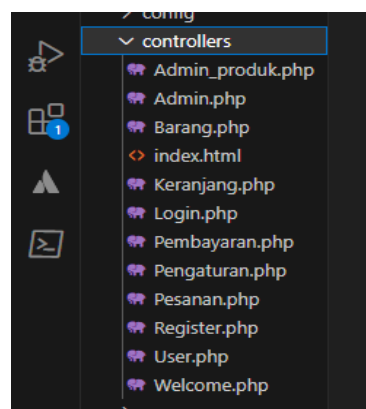 config
controllers
Admin_produk.php
Admin.php
Barang.php
index.html
Keranjang.php
Login.php
Pembayaran.php
Pengaturan.php
Pesanan.php
Register.php
User.php
Welcome.php
1